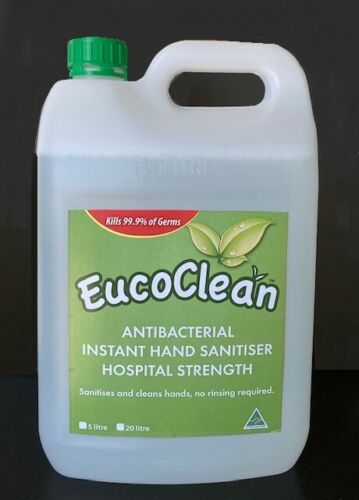 Kills 99.9% of Germs
EucoClean™
ANTIBACTERIAL
INSTANT HAND SANITISER
HOSPITAL STRENGTH
Sanitises and cleans hands, no rinsing required.
5 litre 20 litre